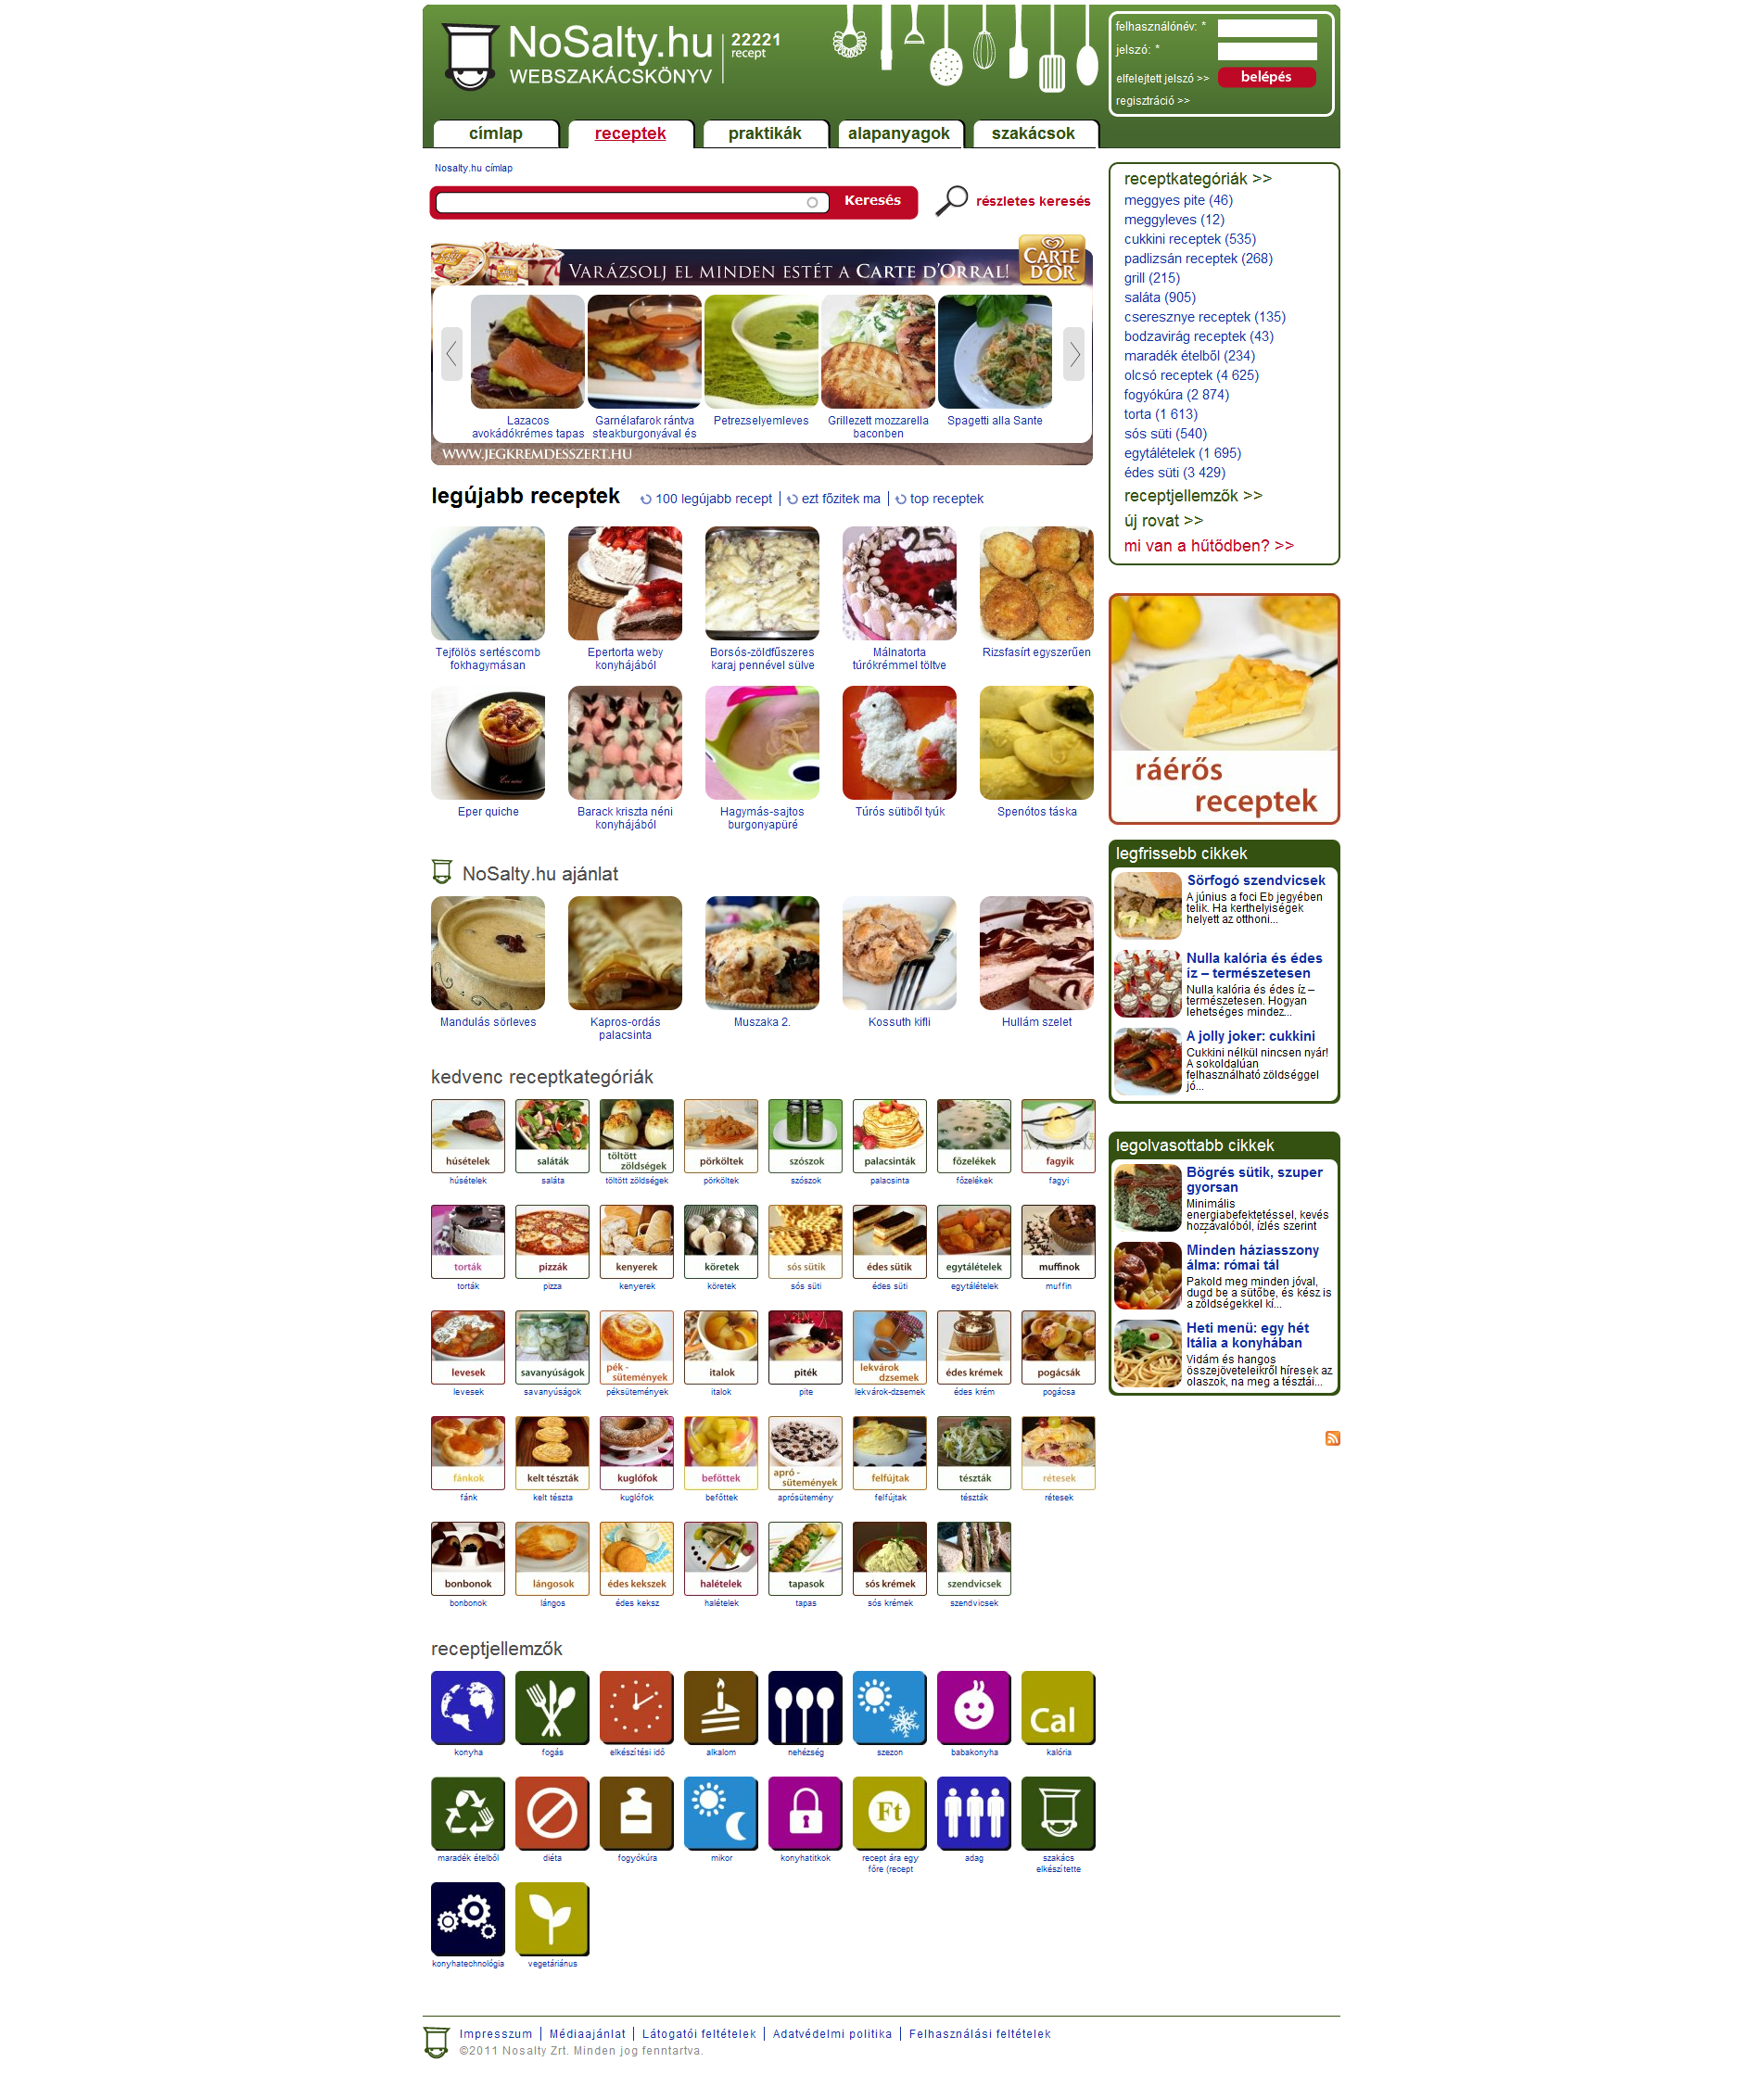 NoSalty.hu
WEBSZAKÁCSKÖNYV
22221
recept
felhasználónév: *
jelszó: *
elfelejtett jelszó >>
belépés
regisztráció >>
címlap
receptek
praktikák
alapanyagok
szakácsok
Nosalty.hu címlap
Keresés
részletes keresés
VARÁZSOLJ EL MINDEN ESTÉT A CARTE D'ORRAL!
CARTE
D'OR
Lazacos
avokádókrémes tapas
Garnélafarok rántva
steakburgonyával és
Petrezselyemleves
Grillezett mozzarella
baconben
Spagetti alla Sante
WWW.JEGKREMDESSZERT.HU
legújabb receptek
100 legújabb recept
ezt főzitek ma
top receptek
Tejfölös sertéscomb
fokhagymásan
Epertorta weby
konyhájából
Borsós-zöldfűszeres
karaj pennével sülve
Málnatorta
túrókrémmel töltve
Rizsfasírt egyszerűen
Eper quiche
Barack kriszta néni
konyhájából
Hagymás-sajtos
burgonyapüré
Túrós sütiből tyúk
Spenótos táska
NoSalty.hu ajánlat
Mandulás sörleves
Kapros-ordás
palacsinta
Muszaka 2.
Kossuth kifli
Hullám szelet
kedvenc receptkategóriák
húsételek
saláták
töltött
zöldségek
pörköltek
szószok
palacsinták
főzelékek
fagyik
húsételek
saláta
töltött zöldségek
pörköltek
szószok
palacsinta
főzelékek
fagyi
torták
pizzák
kenyerek
köretek
sós sütik
édes sütik
egytálételek
muffinok
torták
pizza
kenyerek
köretek
sós süti
édes süti
egytálételek
muffin
levesek
savanyúságok
pék -
sütemények
italok
piték
lekvárok
dzsemek
édes krémek
pogácsák
levesek
savanyúságok
péksütemények
italok
pite
lekvárok-dzsemek
édes krém
pogácsa
fánkok
kelt tészták
kuglófok
befőttek
apró -
sütemények
felfújtak
tészták
rétesek
fánk
kelt tészta
kuglófok
befőttek
aprósütemény
felfújtak
tészták
rétesek
bonbonok
lángosok
édes kekszek
halételek
tapasok
sós krémek
szendvicsek
bonbonok
lángos
édes keksz
halételek
tapas
sós krémek
szendvicsek
receptjellemzők
Cal
konyha
fogás
elkészítési idő
alkalom
nehézség
szezon
babakonyha
kalória
Ft
maradék ételből
diéta
fogyókúra
mikor
konyhatitkok
recept ára egy
főre (recept
adag
szakács
elkészítette
konyhatechnológia
vegetáriánus
receptkategóriák >>
meggyes pite (46)
meggyleves (12)
cukkini receptek (535)
padlizsán receptek (268)
grill (215)
saláta (905)
cseresznye receptek (135)
bodzavirág receptek (43)
maradék ételből (234)
olcsó receptek (4 625)
fogyókúra (2 874)
torta (1 613)
sós süti (540)
egytálételek (1 695)
édes süti (3 429)
receptjellemzők >>
új rovat >>
mi van a hűtődben? >>
ráérős
receptek
legfrissebb cikkek
Sörfogó szendvicsek
A június a foci Eb jegyében
telik. Ha kerthelyiségek
helyett az otthoni...
Nulla kalória és édes
íz – természetesen
Nulla kalória és édes íz –
természetesen. Hogyan
lehetséges mindez...
A jolly joker: cukkini
Cukkini nélkül nincsen nyár!
A sokoldalúan
felhasználható zöldséggel
jó...
legolvasottabb cikkek
Bögrés sütik, szuper
gyorsan
Minimális
energiabefektetéssel, kevés
hozzávalóból, ízlés szerint
Minden háziasszony
álma: római tál
Pakold meg minden jóval,
dugd be a sütőbe, és kész is
a zöldségekkel kí...
Heti menü: egy hét
Itália a konyhában
Vidám és hangos
összejöveteleikről híresek az
olaszok, na meg a tésztái...
Impresszum
Médiaajánlat
Látogatói feltételek
Adatvédelmi politika
Felhasználási feltételek
©2011 Nosalty Zrt. Minden jog fenntartva.